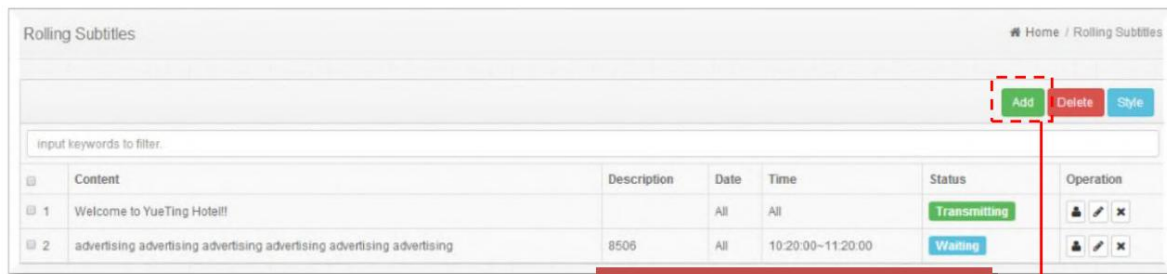 Rolling Subtitles
Home / Rolling Subtitles
Add Delete Style
input keywords to filter.
Content Description Date Time Status Operation
1 Welcome to YueTing Hotel!! All All Transmitting
2 advertising advertising advertising advertising advertising advertising 8506 All 10:20:00~11:20:00 Waiting